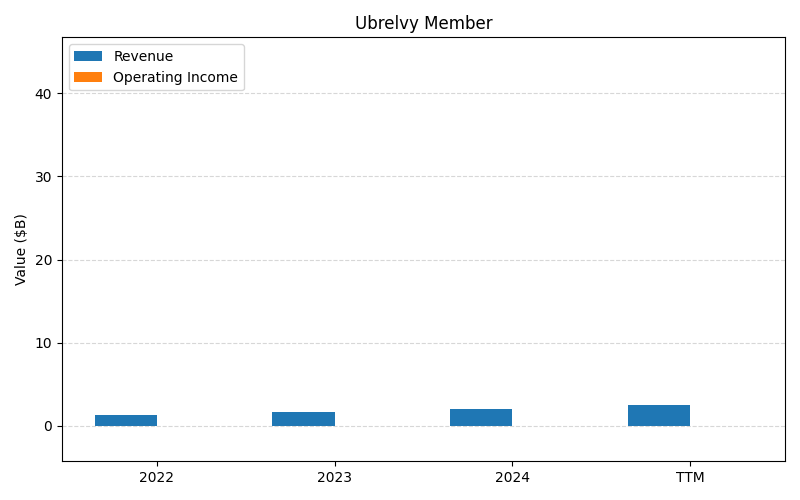 Ubrelvy Member
Revenue
Operating Income
Value ($B)
40
30
20
10
0
2022 2023 2024 TTM